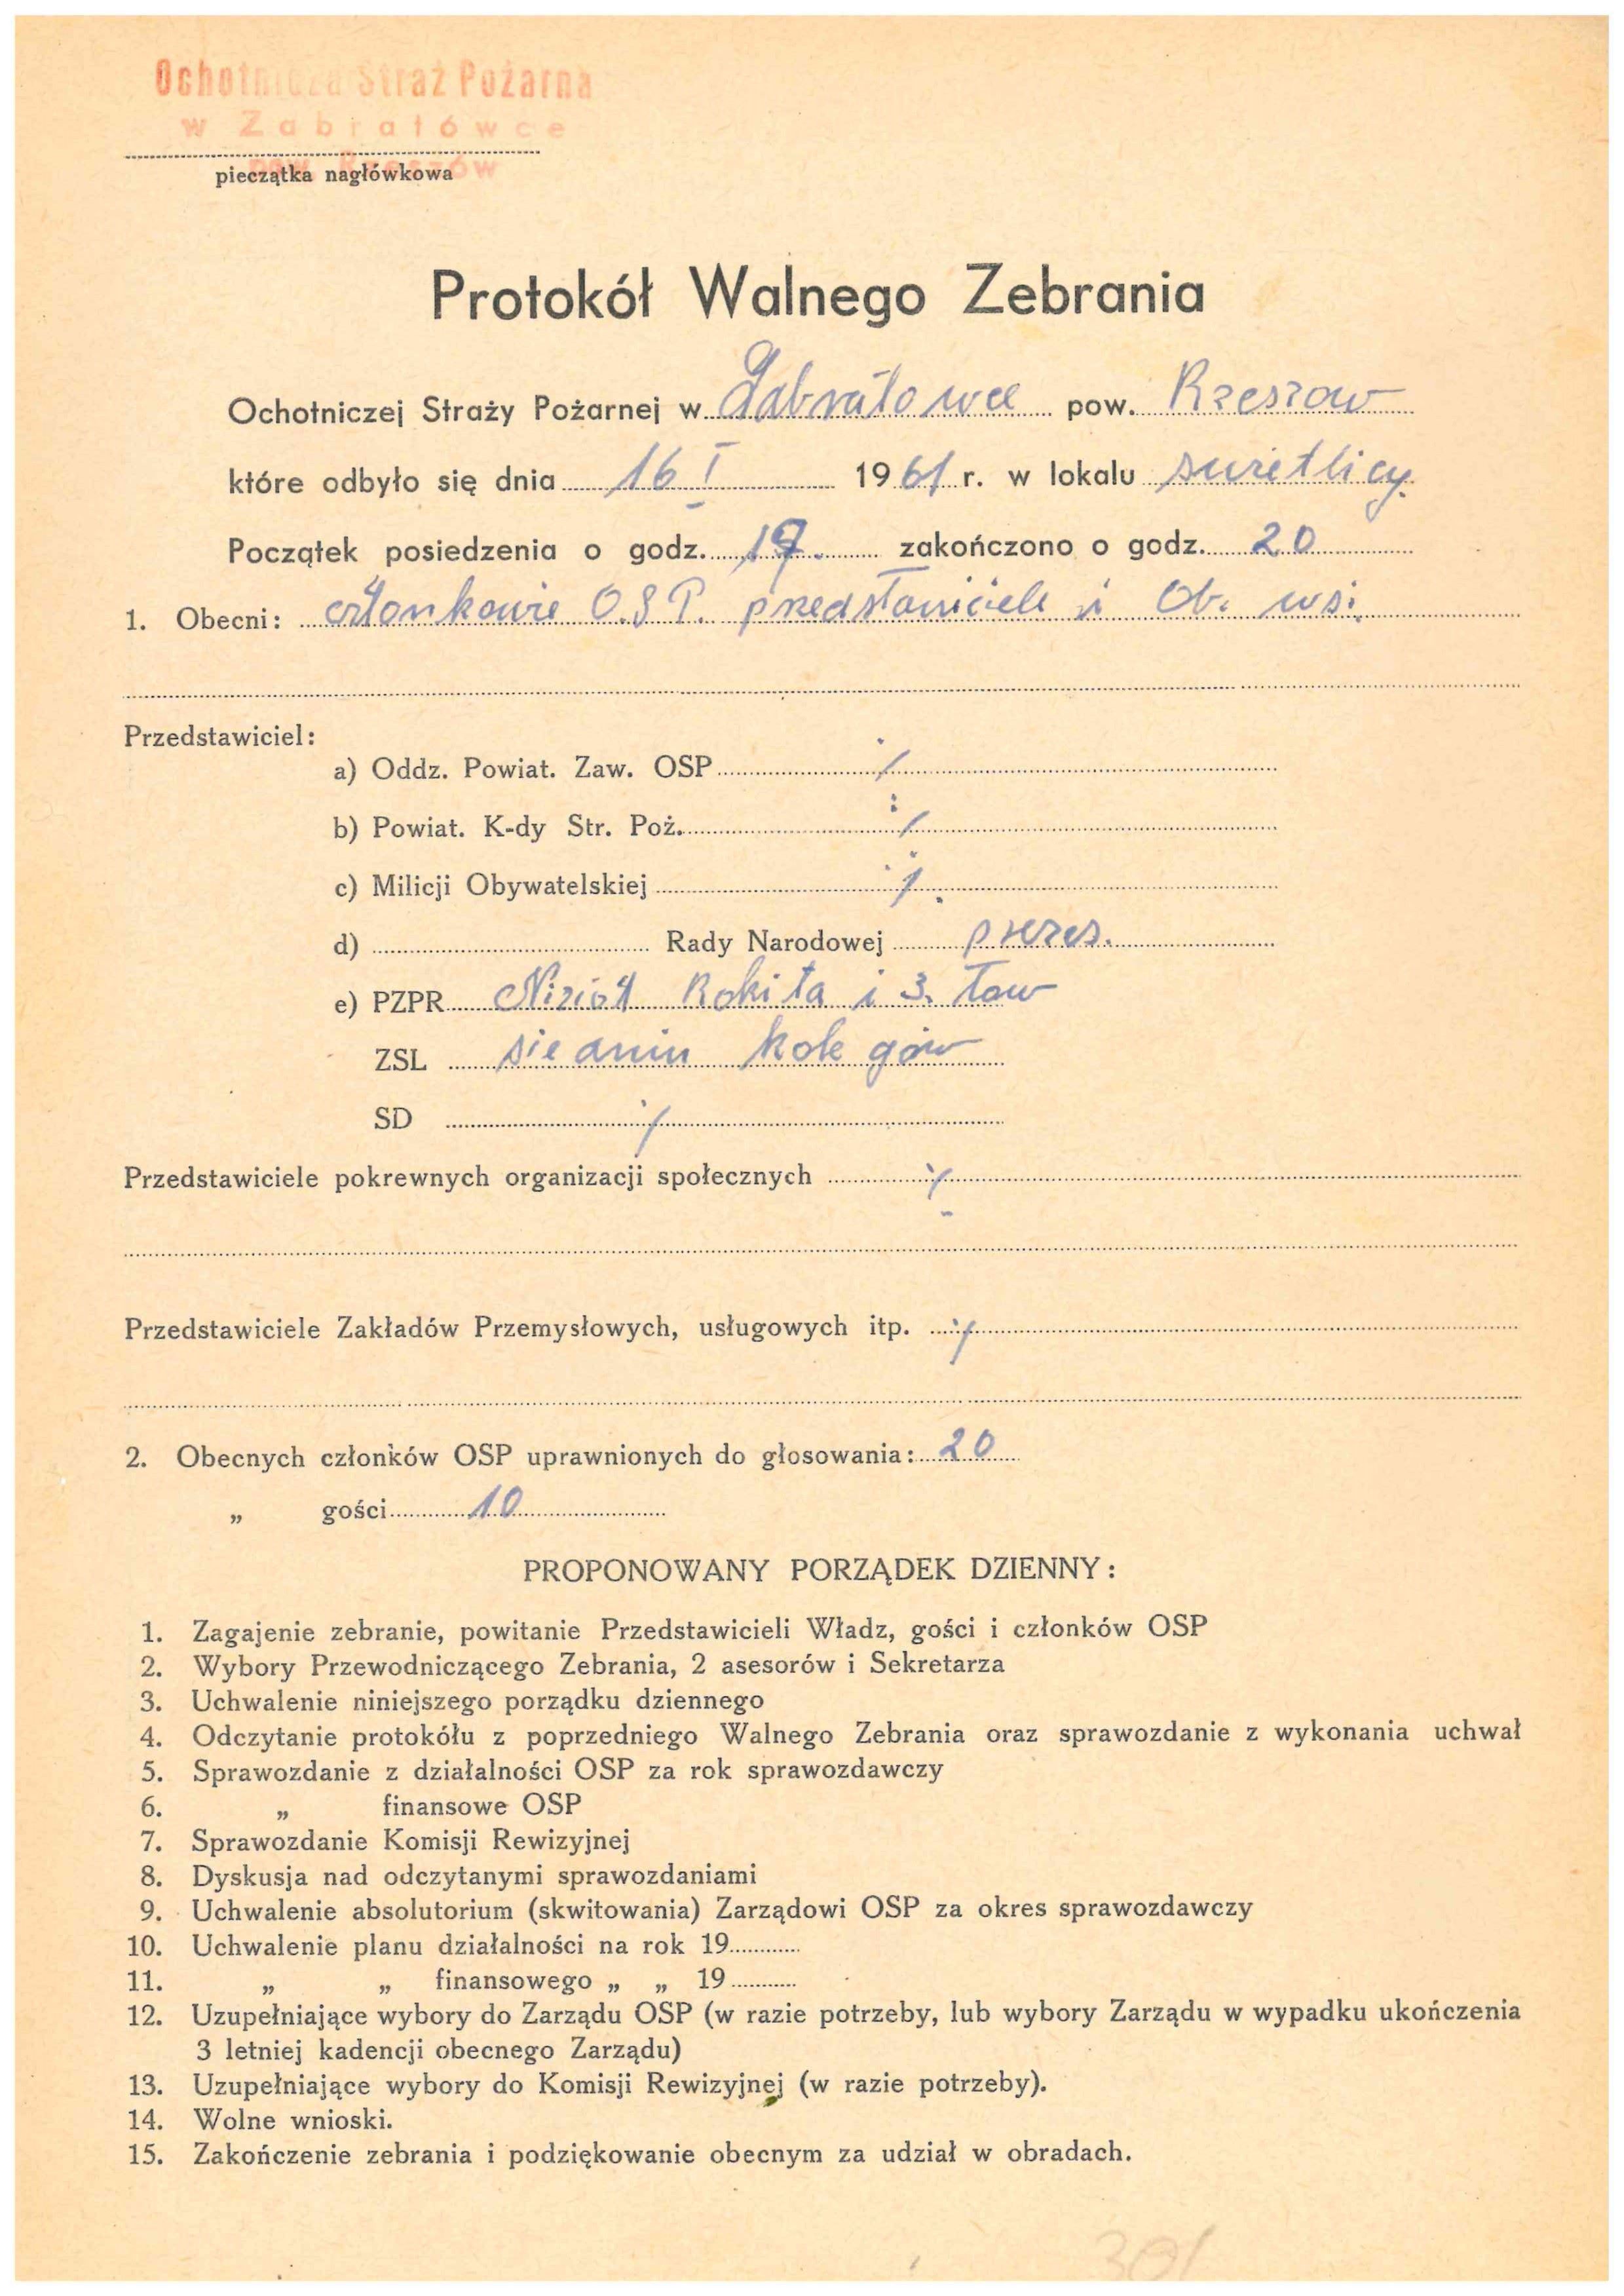 Ochotnicza Straż Pożarna
w Zabratówce
pow. Rzeszów
pieczątka nagłówkowa
Protokół Walnego Zebrania
Ochotniczej Straży Pożarnej w Zabratowce pow. Rzeszow
które odbyło się dnia 16 I 1961 r. w lokalu swietlicy.
Początek posiedzenia o godz. zakończono o godz. 20
1. Obecni: członkowie O.S.P. przedstawiciele i Ob. wsi.
Przedstawiciel:
a) Oddz. Powiat. Zaw. OSP
b) Powiat. K-dy Str. Poż.
c) Milicji Obywatelskiej
d) Rady Narodowej prezes.
e) PZPR Nizioł Rokita i 3. Tow
ZSL siedmiu kolegów
SD
Przedstawiciele pokrewnych organizacji społecznych
Przedstawiciele Zakładów Przemysłowych, usługowych itp.
2. Obecnych członków OSP uprawnionych do głosowania: 20
„ gości 10
PROPONOWANY PORZĄDEK DZIENNY:
1. Zagajenie zebranie, powitanie Przedstawicieli Władz, gości i członków OSP
2. Wybory Przewodniczącego Zebrania, 2 asesorów i Sekretarza
3. Uchwalenie niniejszego porządku dziennego
4. Odczytanie protokółu z poprzedniego Walnego Zebrania oraz sprawozdanie z wykonania uchwał
5. Sprawozdanie z działalności OSP za rok sprawozdawczy
6. „ finansowe OSP
7. Sprawozdanie Komisji Rewizyjnej
8. Dyskusja nad odczytanymi sprawozdaniami
9. Uchwalenie absolutorium (skwitowania) Zarządowi OSP za okres sprawozdawczy
10. Uchwalenie planu działalności na rok 19
11. „ „ finansowego „ „ 19
12. Uzupełniające wybory do Zarządu OSP (w razie potrzeby, lub wybory Zarządu w wypadku ukończenia
3 letniej kadencji obecnego Zarządu)
13. Uzupełniające wybory do Komisji Rewizyjnej (w razie potrzeby).
14. Wolne wnioski.
15. Zakończenie zebrania i podziękowanie obecnym za udział w obradach.
301